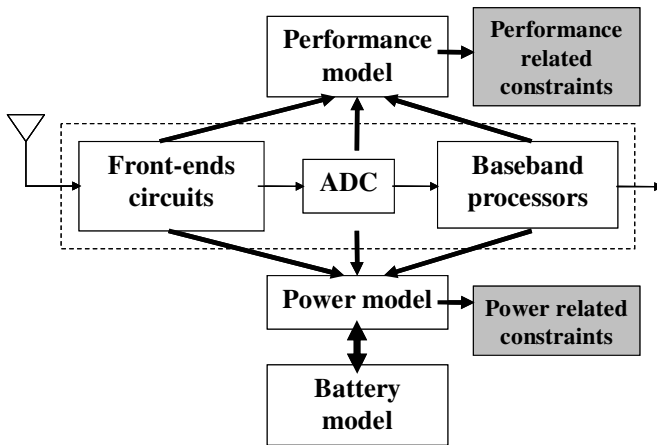 Performance
model
Performance
related
constraints
Front-ends
circuits
ADC
Baseband
processors
Power model
Power related
constraints
Battery
model